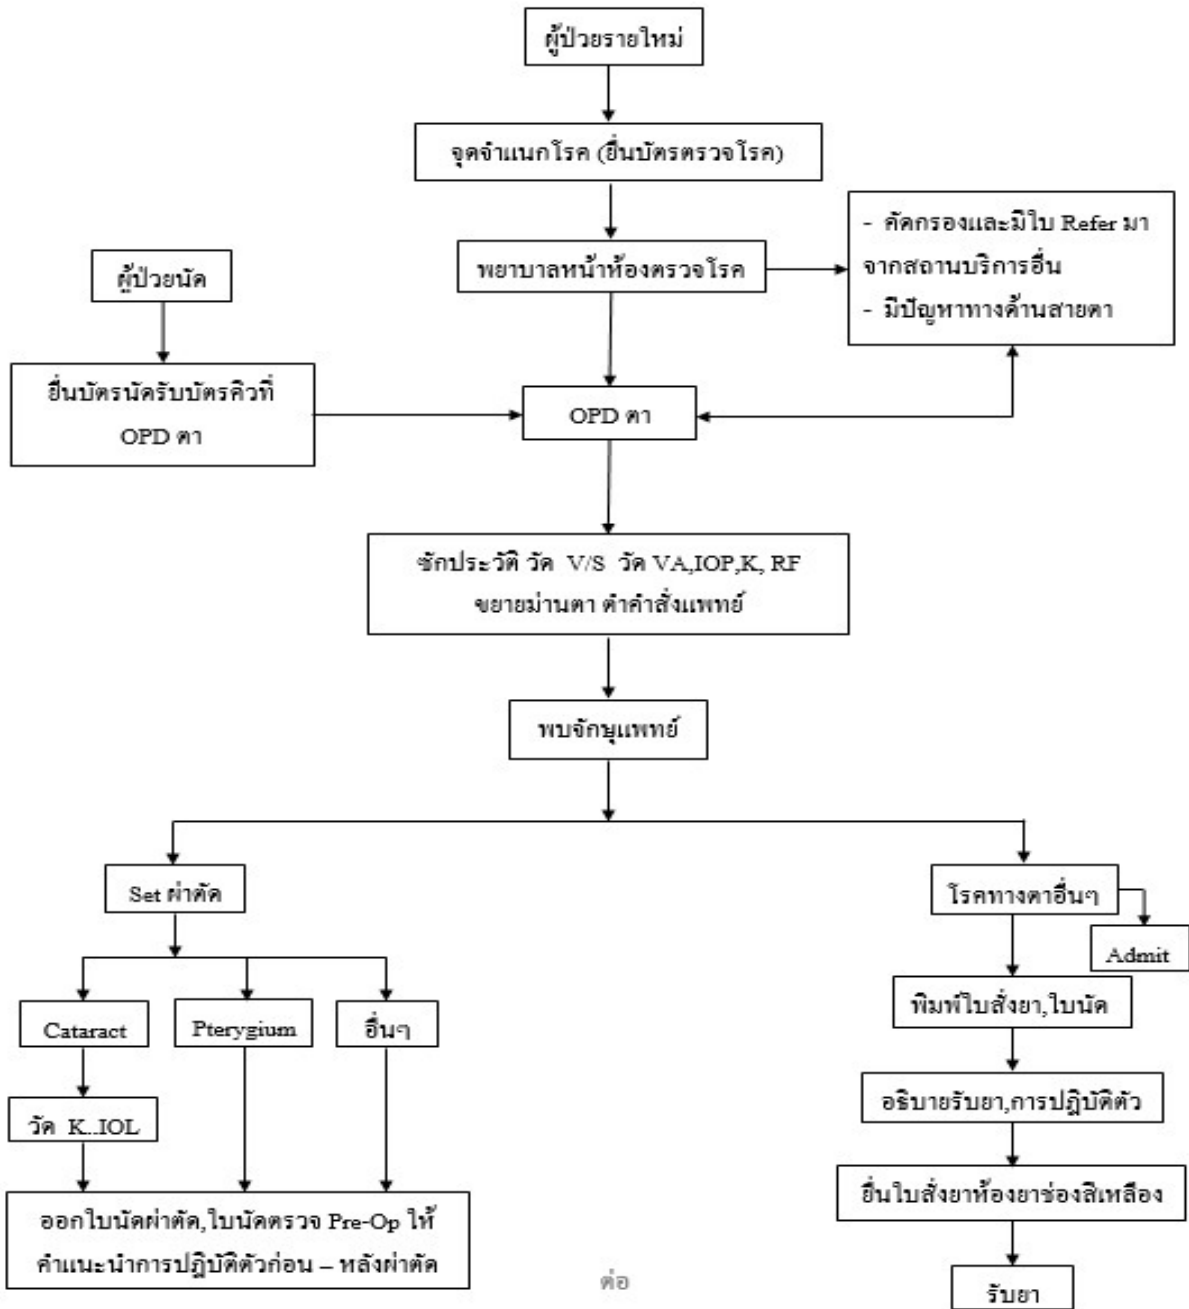 ผู้ป่วยรายใหม่
จุดจำแนกโรค (ยื่นบัตรตรวจโรค)
- คัดกรองและมีใบ Refer มา
จากสถานบริการอื่น
- มีปัญหาทางด้านสายตา
พยาบาลหน้าห้องตรวจโรค
ผู้ป่วยนัด
ยื่นบัตรนัดรับบัตรคิวที่
OPD ตา
OPD ตา
ซักประวัติ วัด V/S วัด VA,IOP,K, RF
ขยายม่านตา ตำคำสั่งแพทย์
พบจักษุแพทย์
Set ผ่าตัด
โรคทางตาอื่นๆ
Admit
Cataract
Pterygium
อื่นๆ
พิมพ์ใบสั่งยา,ใบนัด
วัด K..IOL
อธิบายรับยา,การปฎิบัติตัว
ยื่นใบสั่งยาห้องยาช่องสีเหลือง
ออกใบนัดผ่าตัด,ใบนัดตรวจ Pre-Op ให้
คำแนะนำการปฎิบัติตัวก่อน – หลังผ่าตัด
ต่อ
รับยา